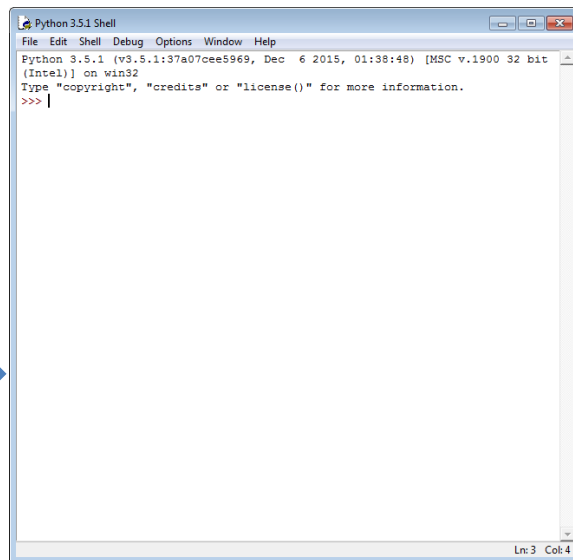 Python 3.5.1 Shell
File Edit Shell Debug Options Window Help
Python 3.5.1 (v3.5.1:37a07cee5969, Dec  6 2015, 01:38:48) [MSC v.1900 32 bit
(Intel)] on win32
Type "copyright", "credits" or "license()" for more information.
>>>
Ln: 3 Col: 4